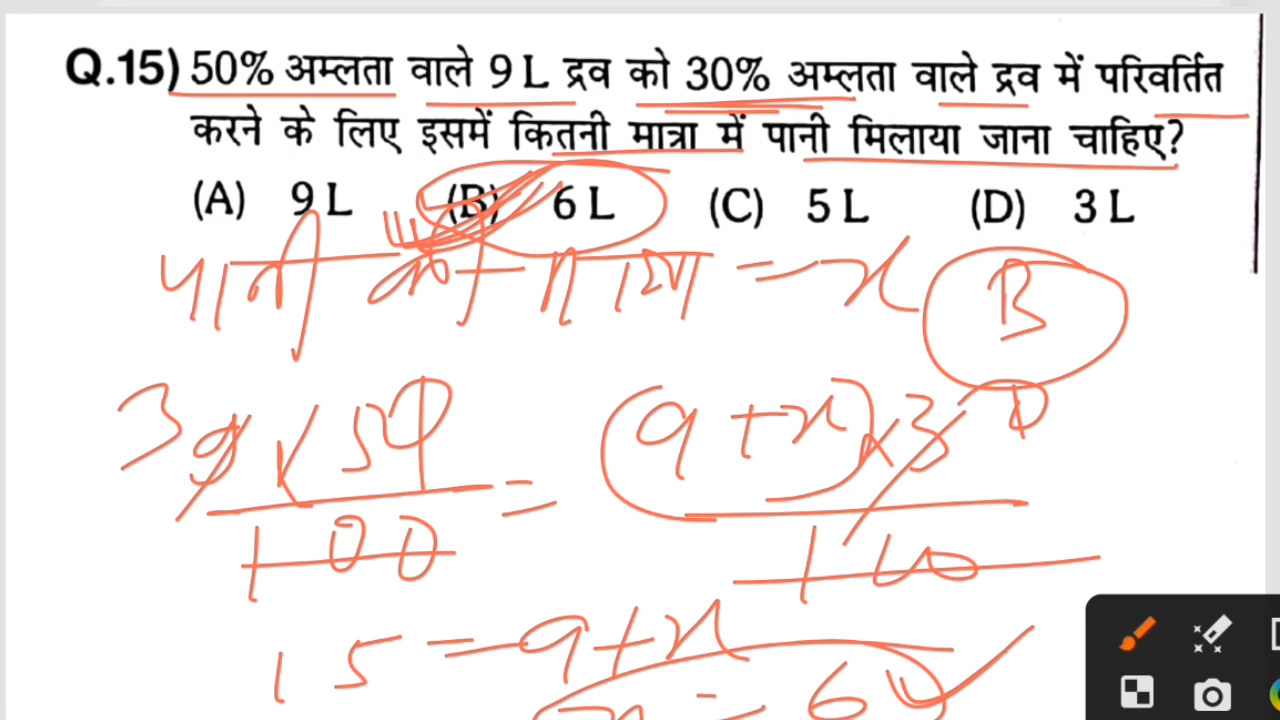 Q.15) 50% अम्लता वाले 9 L द्रव को 30% अम्लता वाले द्रव में परिवर्तित
करने के लिए इसमें कितनी मात्रा में पानी मिलाया जाना चाहिए?
(A) 9 L (B) 6 L (C) 5 L (D) 3 L
पानी की मात्रा = x B
3 9 × 50 = (9 + x) × 30
100 100
15 = 9 + x
x = 6